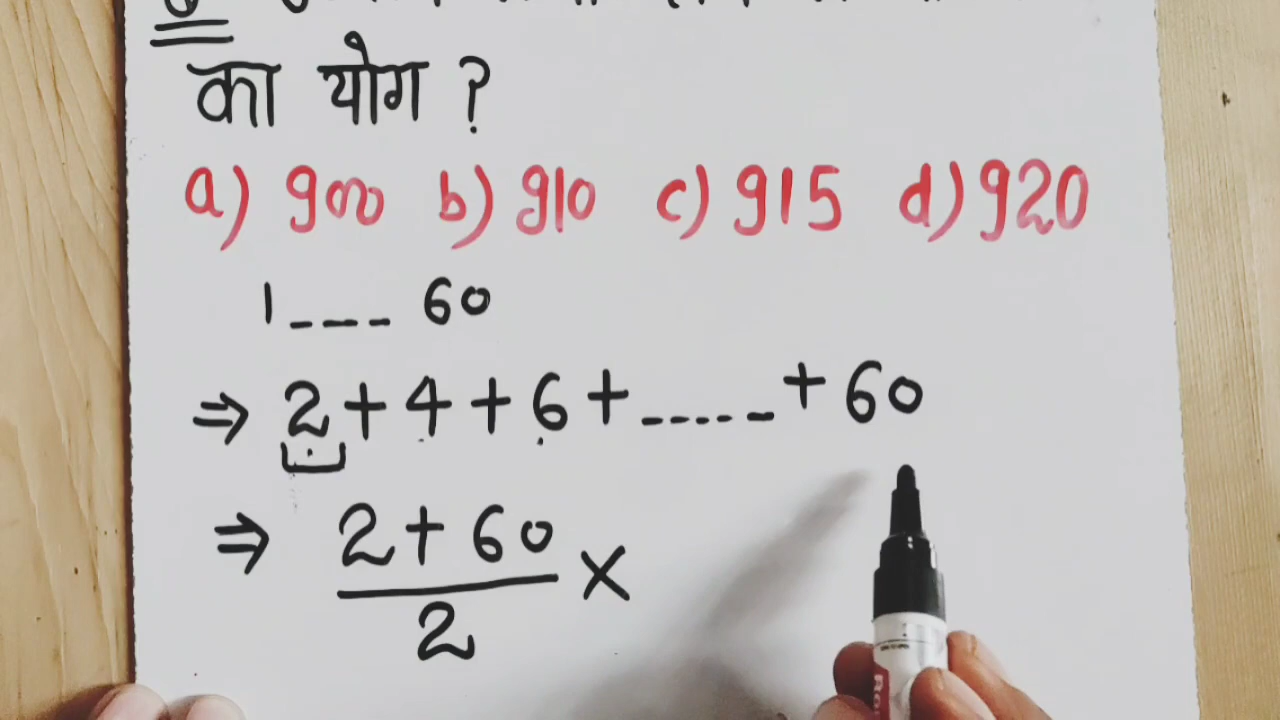 का योग ?
a) 900 b) 910 c) 915 d) 920
1 _ _ _ 60
⇒ 2 + 4 + 6 + ----- + 60
⇒ 2 + 60 ×
2